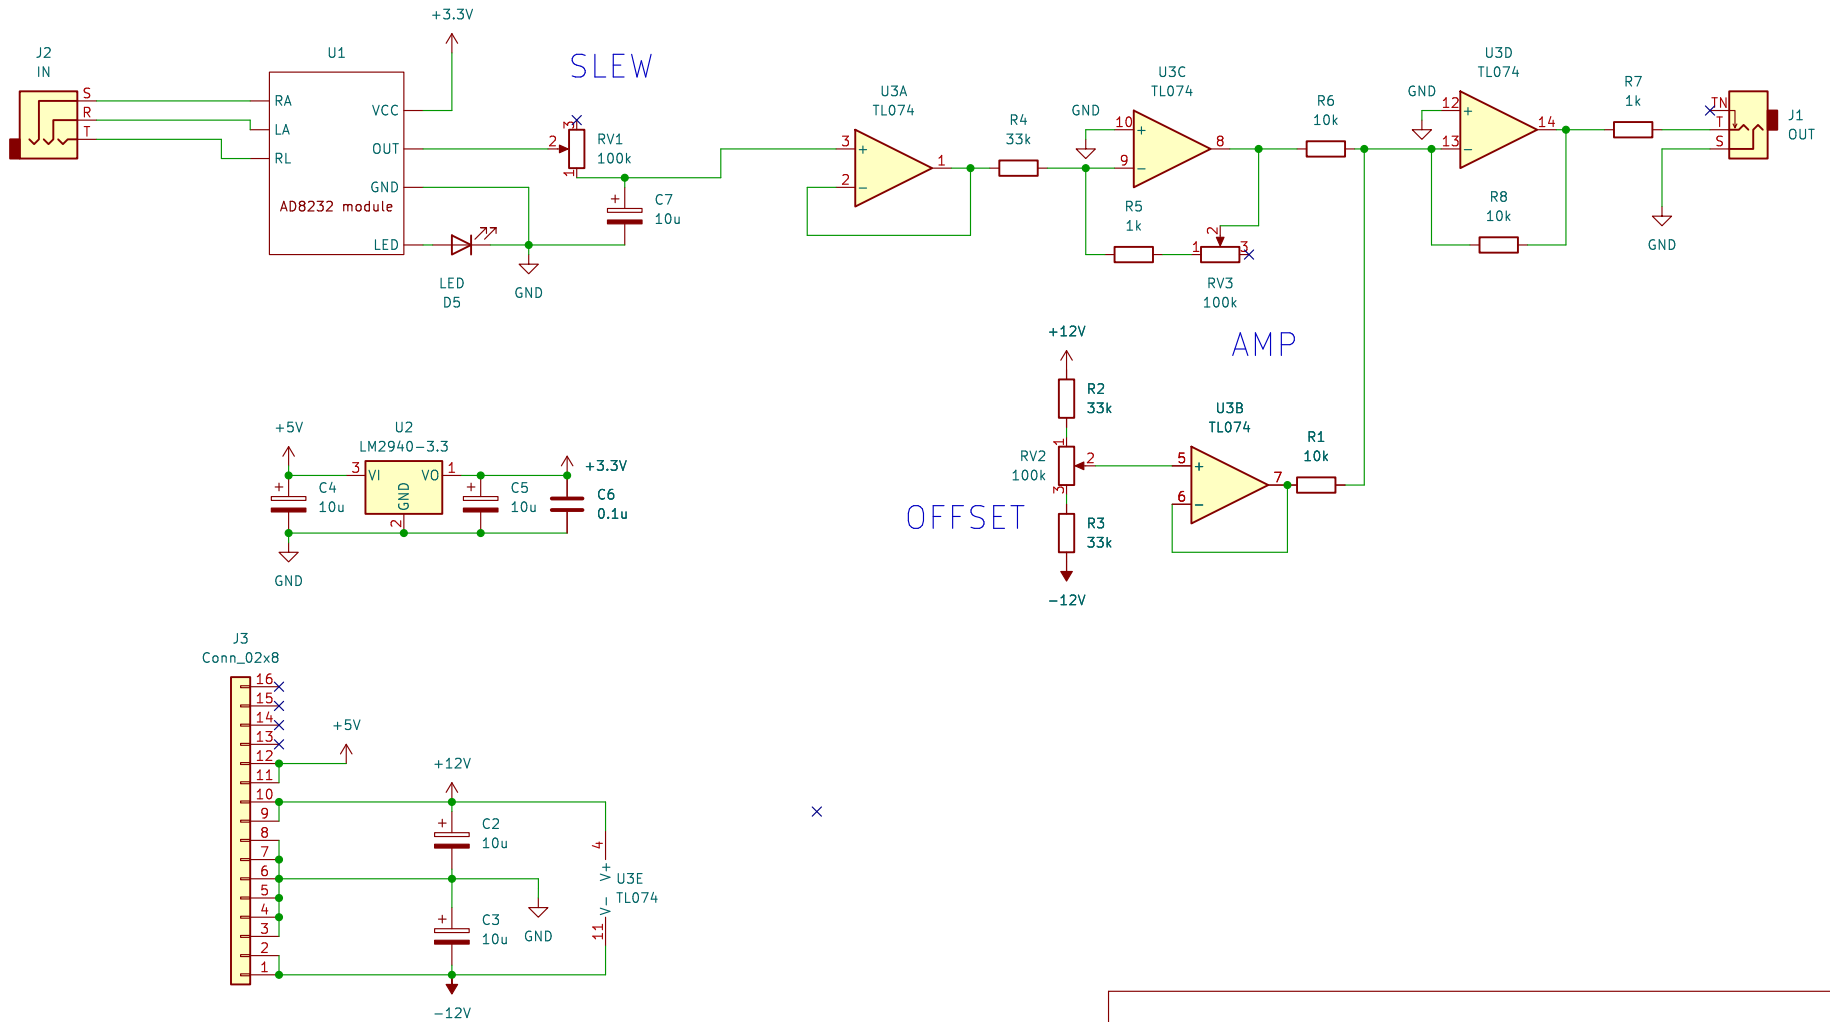 +3.3V
J2
IN
S
R
T
U1
RA
LA
RL
VCC
OUT
GND
AD8232 module
LED
LED
D5
GND
SLEW
3
2
1
RV1
100k
+
C7
10u
U3A
TL074
3
+
2
−
1
R4
33k
GND
U3C
TL074
10
+
9
−
8
R5
1k
1
2
3
RV3
100k
R6
10k
GND
U3D
TL074
12
+
13
−
14
R8
10k
R7
1k
TN
T
S
J1
OUT
GND
AMP
+12V
R2
33k
1
RV2
100k
2
3
R3
33k
-12V
OFFSET
U3B
TL074
5
+
6
−
7
R1
10k
+5V
U2
LM2940-3.3
3
VI
VO
1
GND
2
+
C4
10u
+
C5
10u
+3.3V
C6
0.1u
GND
J3
Conn_02x8
16
15
14
13
12
11
10
9
8
7
6
5
4
3
2
1
+5V
+12V
+
C2
10u
+
C3
10u
GND
-12V
4
V+
U3E
TL074
V-
11